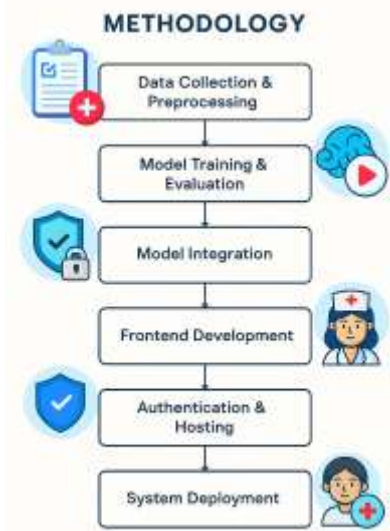 METHODOLOGY
Data Collection &
Preprocessing
Model Training &
Evaluation
Model Integration
Frontend Development
Authentication &
Hosting
System Deployment